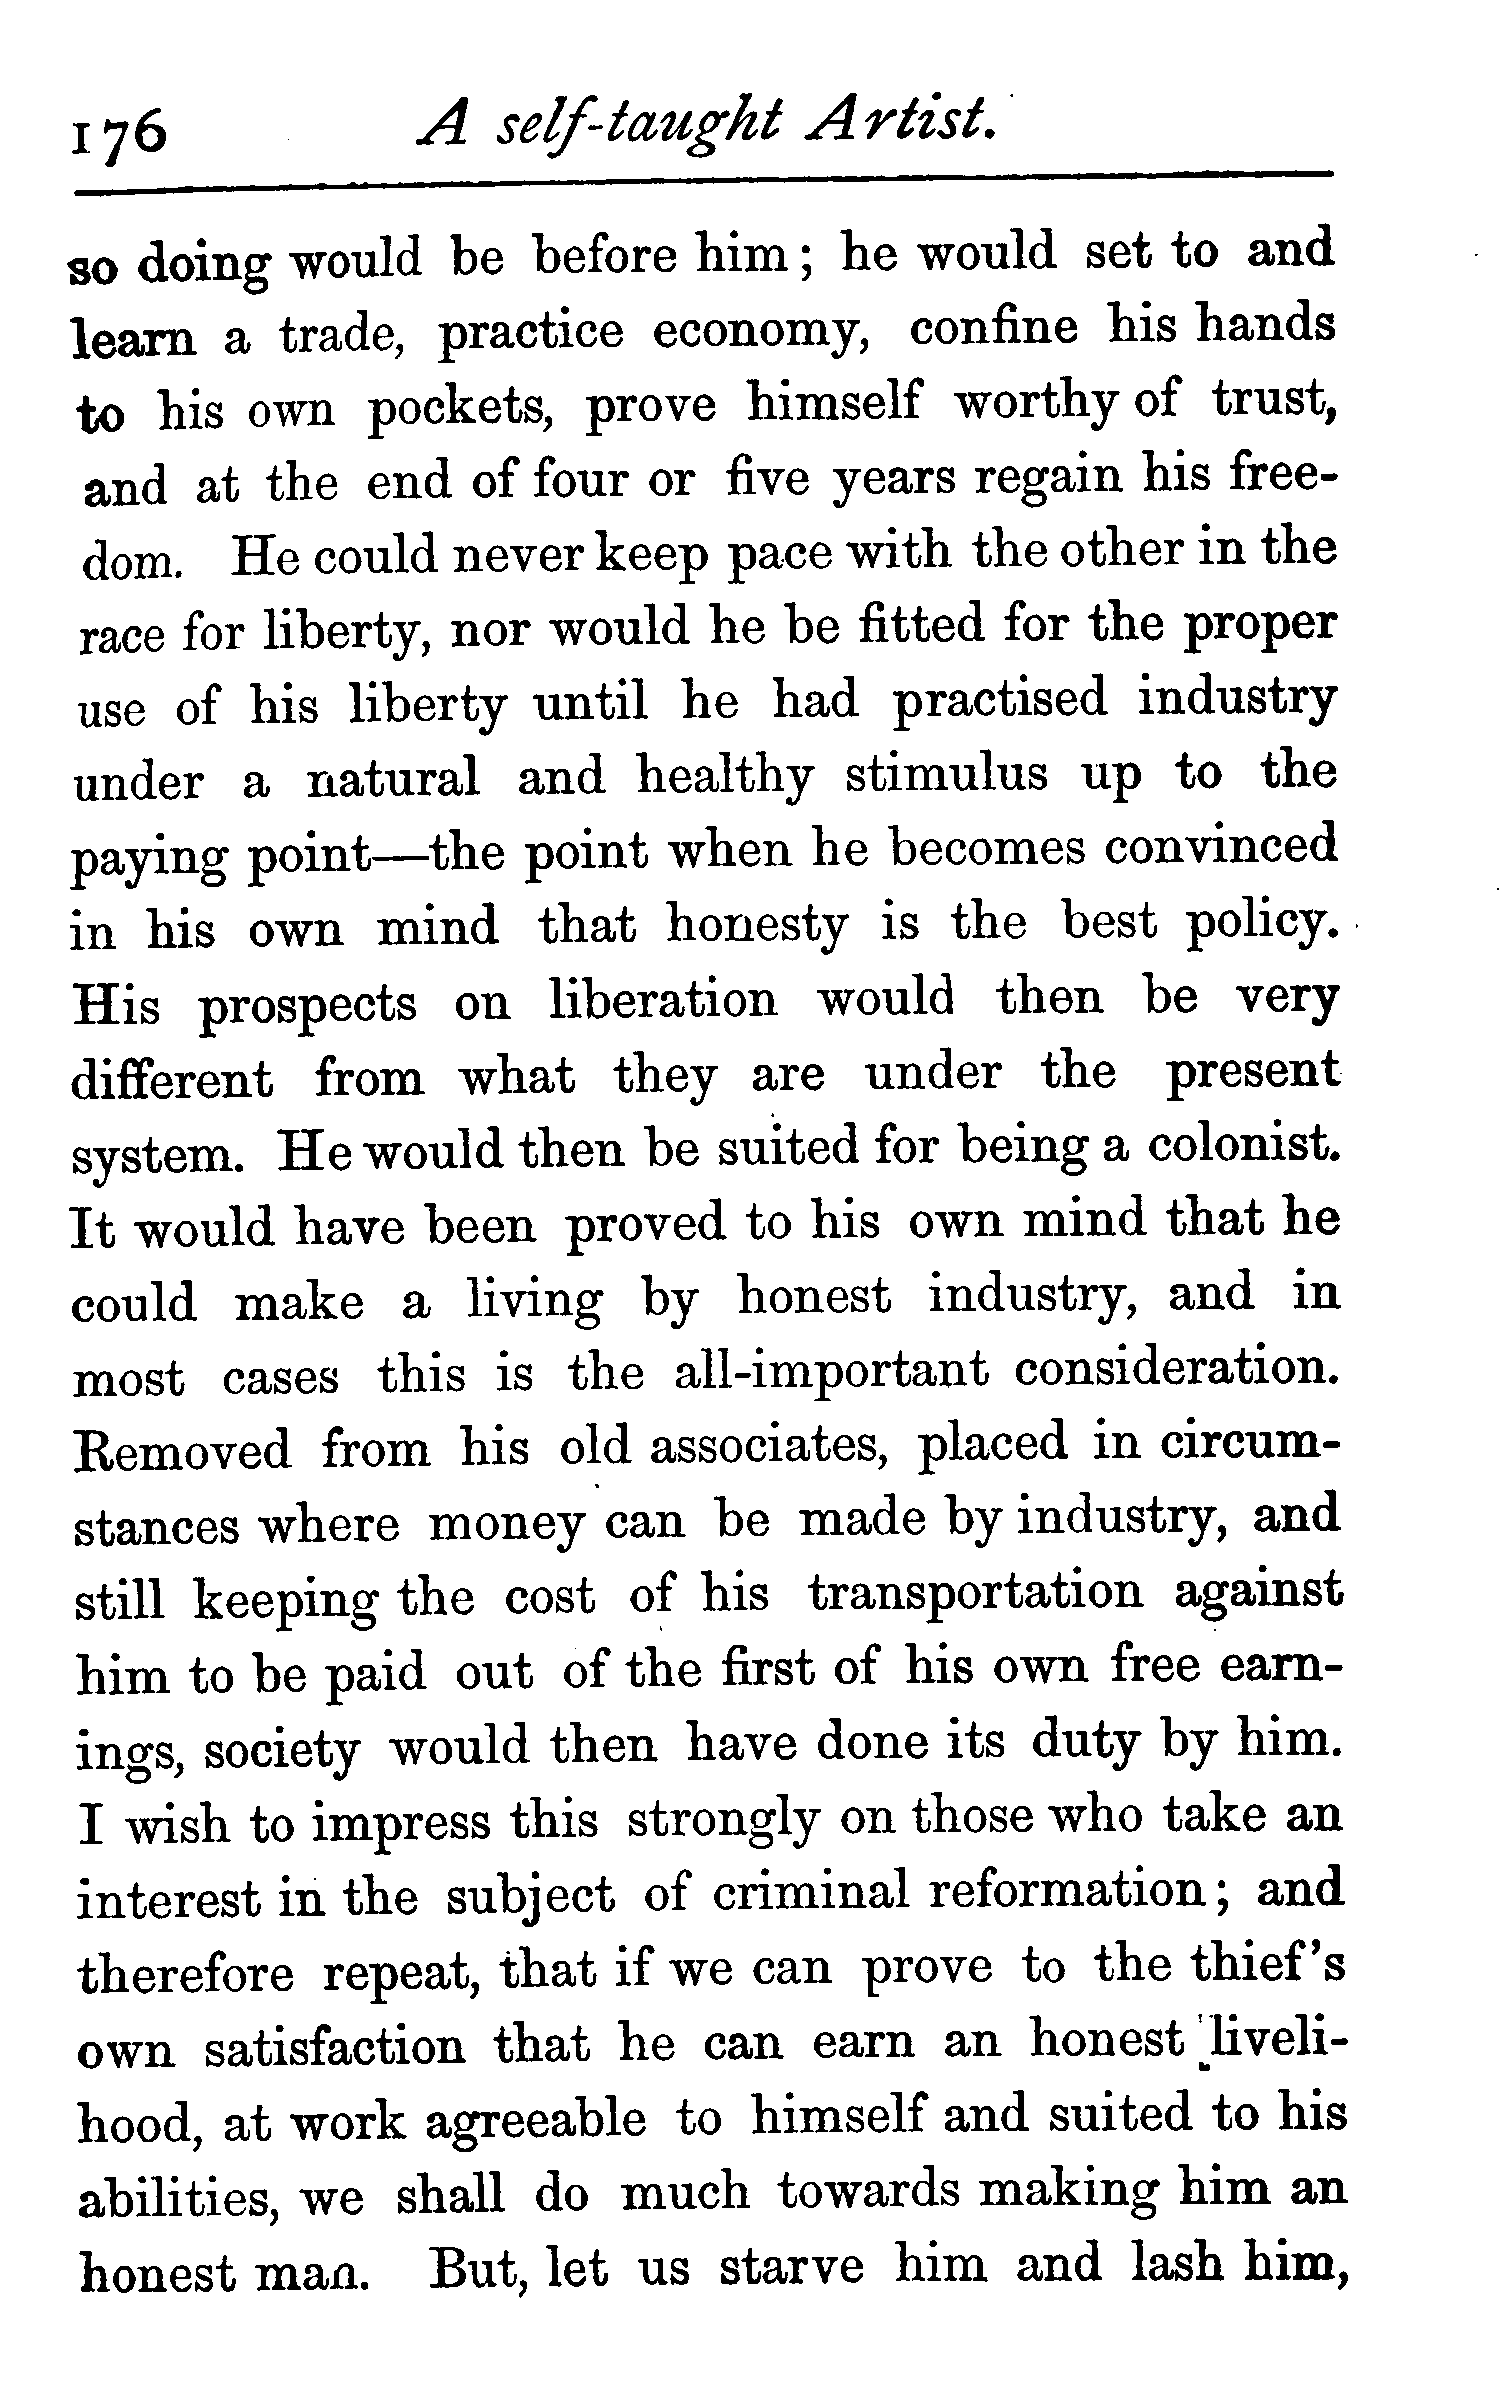 176 A self-taught Artist.
so doing would be before him; he would set to and
learn a trade, practice economy, confine his hands
to his own pockets, prove himself worthy of trust,
and at the end of four or five years regain his free-
dom. He could never keep pace with the other in the
race for liberty, nor would he be fitted for the proper
use of his liberty until he had practised industry
under a natural and healthy stimulus up to the
paying point—the point when he becomes convinced
in his own mind that honesty is the best policy.
His prospects on liberation would then be very
different from what they are under the present
system. He would then be suited for being a colonist.
It would have been proved to his own mind that he
could make a living by honest industry, and in
most cases this is the all-important consideration.
Removed from his old associates, placed in circum-
stances where money can be made by industry, and
still keeping the cost of his transportation against
him to be paid out of the first of his own free earn-
ings, society would then have done its duty by him.
I wish to impress this strongly on those who take an
interest in the subject of criminal reformation; and
therefore repeat, that if we can prove to the thief's
own satisfaction that he can earn an honest liveli-
hood, at work agreeable to himself and suited to his
abilities, we shall do much towards making him an
honest man. But, let us starve him and lash him,